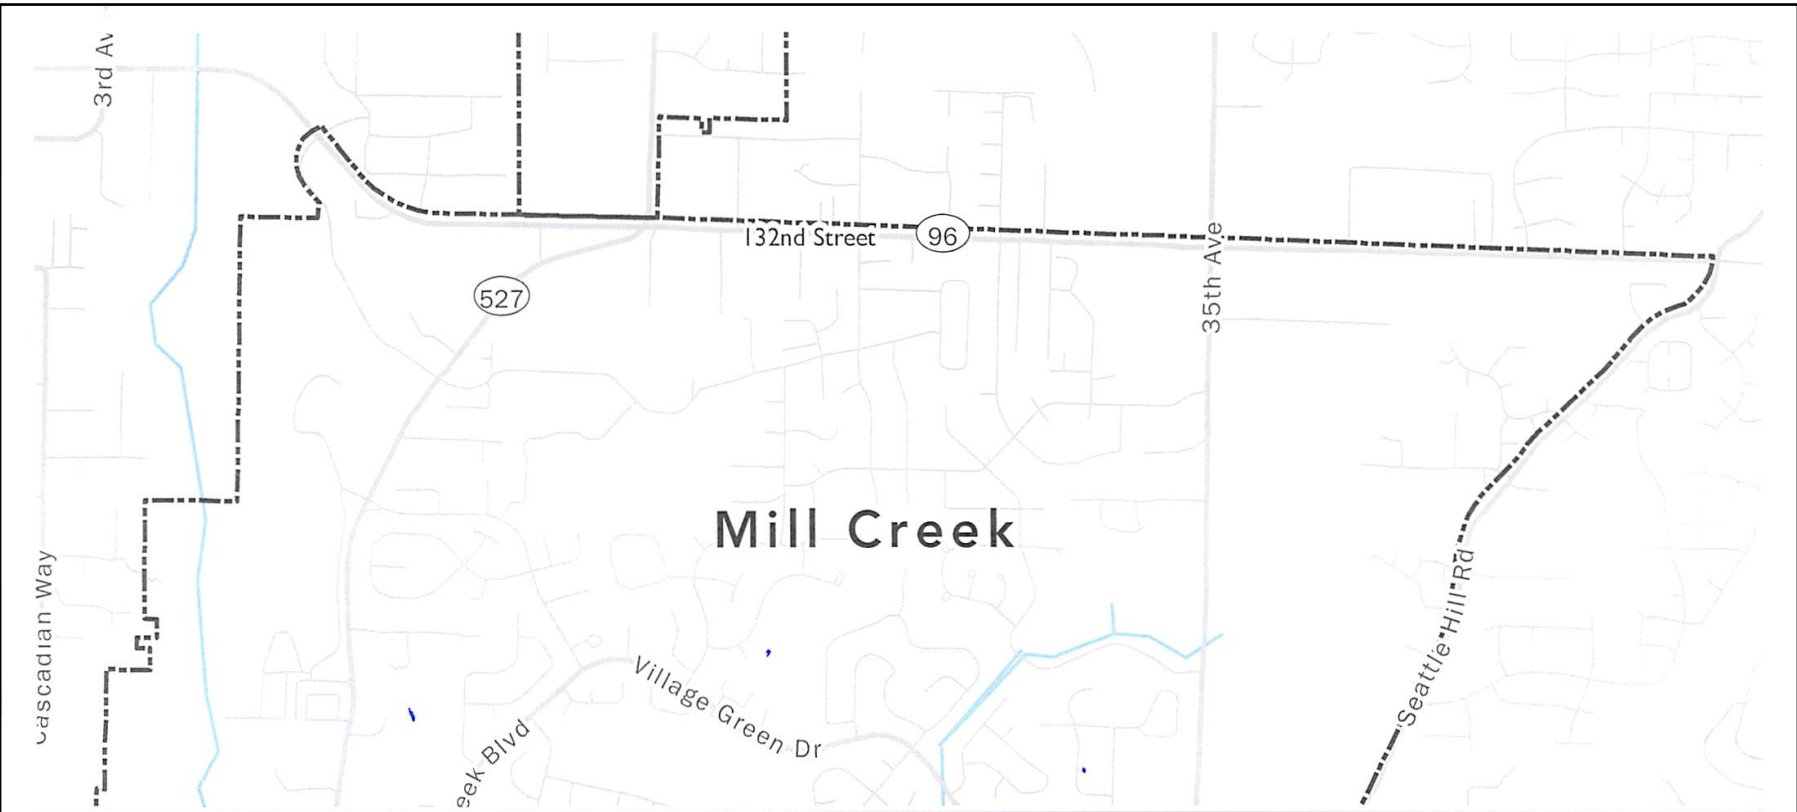 3rd Av
132nd Street
96
35th Ave
527
Mill Creek
Cascadian Way
Seattle Hill Rd
Village Green Dr
eek Blvd